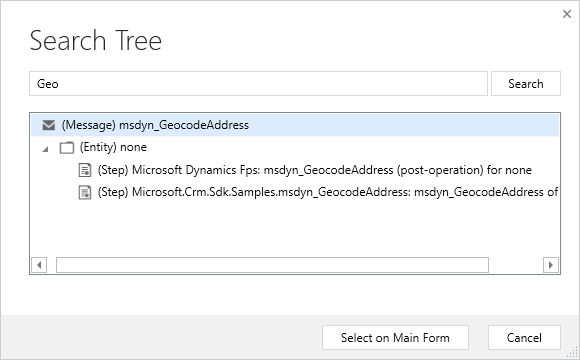 Search Tree
Geo
Search
(Message) msdyn_GeocodeAddress
(Entity) none
(Step) Microsoft Dynamics Fps: msdyn_GeocodeAddress (post-operation) for none
(Step) Microsoft.Crm.Sdk.Samples.msdyn_GeocodeAddress: msdyn_GeocodeAddress of
Select on Main Form
Cancel